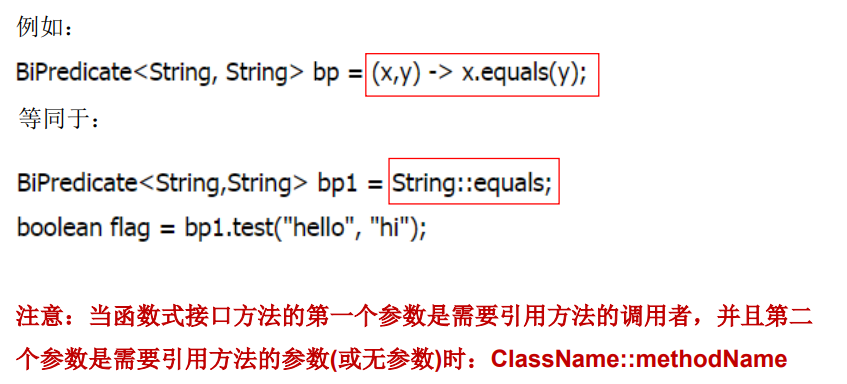 例如：
BiPredicate<String, String> bp = (x,y) -> x.equals(y);
等同于：
BiPredicate<String,String> bp1 = String::equals;
boolean flag = bp1.test("hello", "hi");
注意：当函数式接口方法的第一个参数是需要引用方法的调用者，并且第二
个参数是需要引用方法的参数(或无参数)时：ClassName::methodName